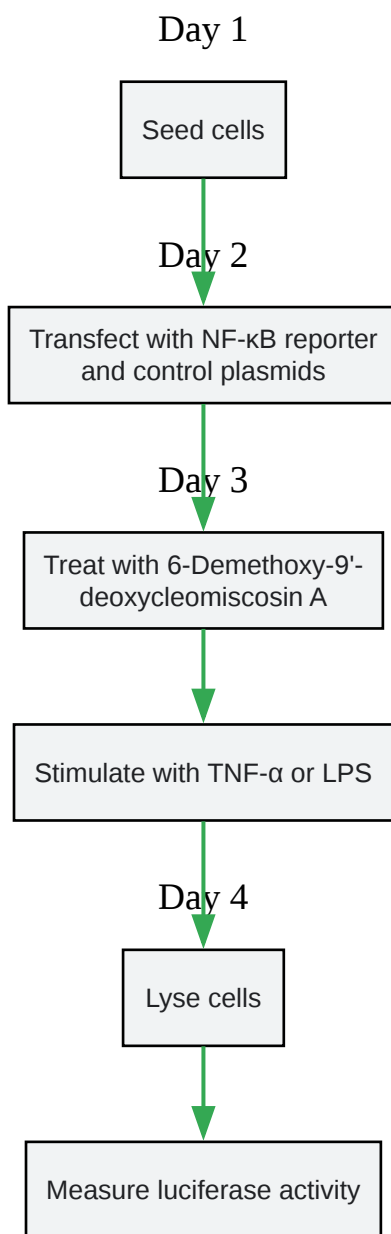 Day 1
Seed cells
Day 2
Transfect with NF-κB reporter
and control plasmids
Day 3
Treat with 6-Demethoxy-9'-
deoxycleomiscosin A
Stimulate with TNF-α or LPS
Day 4
Lyse cells
Measure luciferase activity